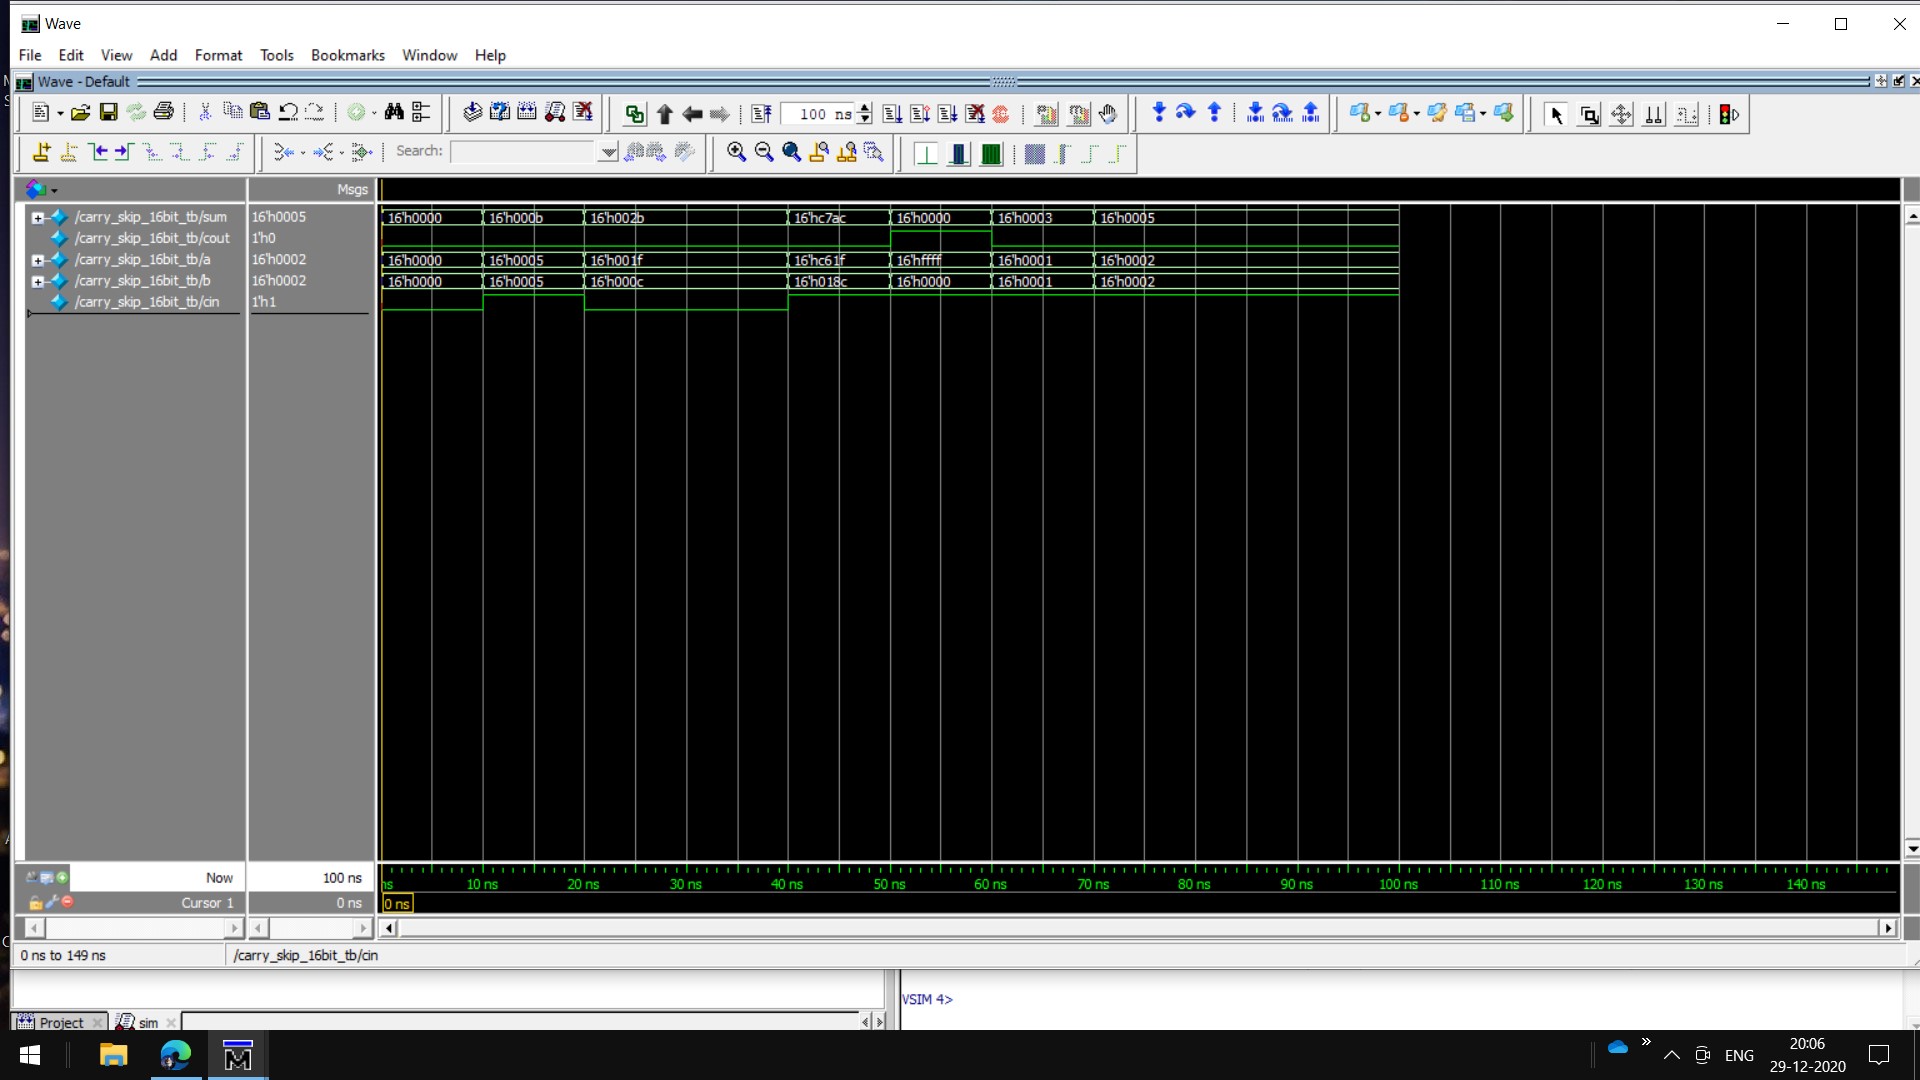 Wave
File Edit View Add Format Tools Bookmarks Window Help
Wave - Default
100 ns
Search:
Msgs
/carry_skip_16bit_tb/sum 16'h0005 16'h0000 16'h000b 16'h002b 16'hc7ac 16'h0000 16'h0003 16'h0005
/carry_skip_16bit_tb/cout 1'h0
/carry_skip_16bit_tb/a 16'h0002 16'h0000 16'h0005 16'h001f 16'hc61f 16'hffff 16'h0001 16'h0002
/carry_skip_16bit_tb/b 16'h0002 16'h0000 16'h0005 16'h000c 16'h018c 16'h0000 16'h0001 16'h0002
/carry_skip_16bit_tb/cin 1'h1
Now 100 ns ns 10 ns 20 ns 30 ns 40 ns 50 ns 60 ns 70 ns 80 ns 90 ns 100 ns 110 ns 120 ns 130 ns 140 ns
Cursor 1 0 ns 0 ns
0 ns to 149 ns /carry_skip_16bit_tb/cin
VSIM 4>
Project sim
ENG
20:06
29-12-2020